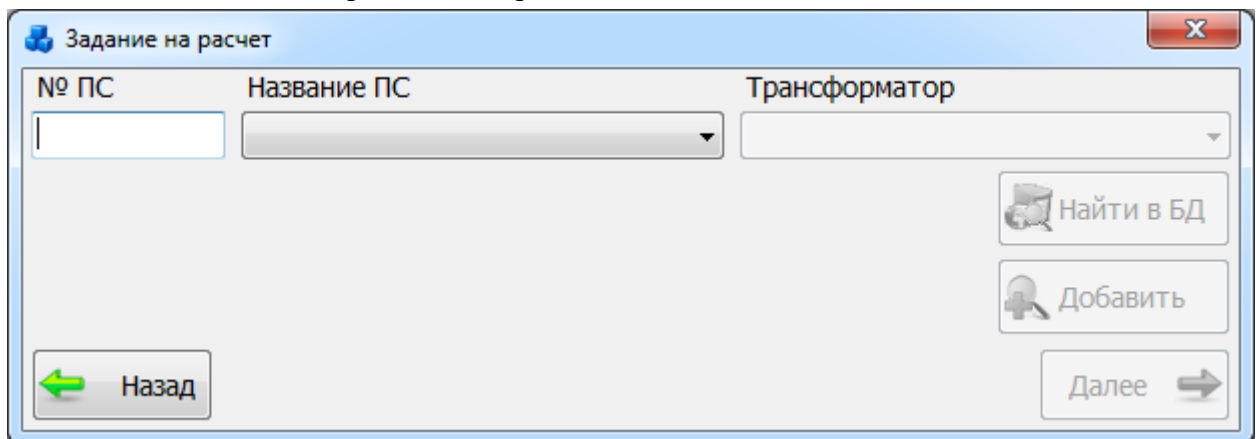 Задание на расчет
№ ПС Название ПС Трансформатор
Найти в БД
Добавить
Назад Далее